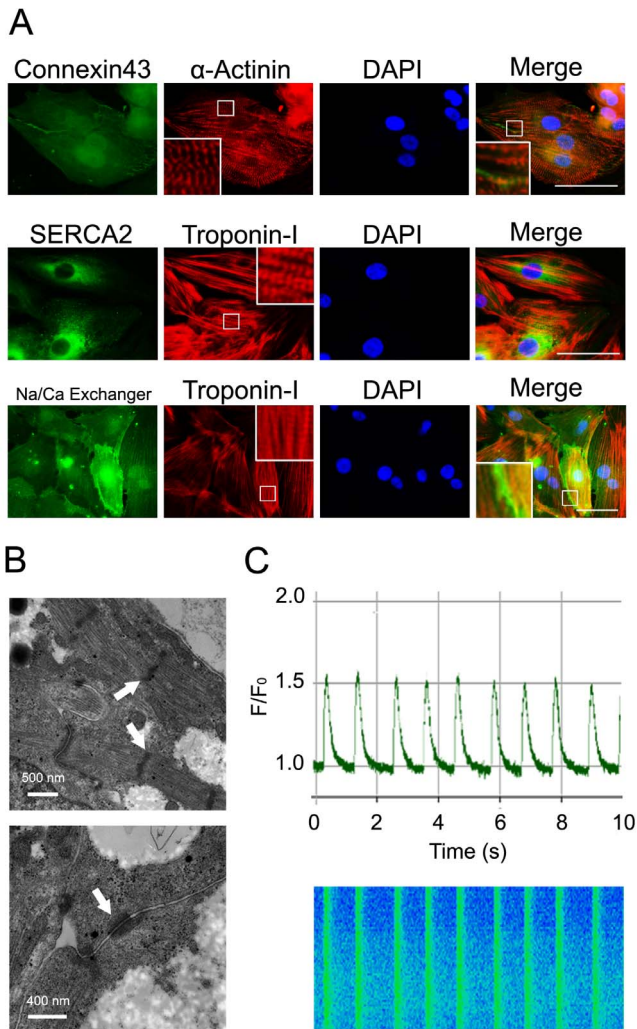 A
Connexin43 α-Actinin DAPI Merge
SERCA2 Troponin-I DAPI Merge
Na/Ca Exchanger Troponin-I DAPI Merge
B
500 nm
400 nm
C
2.0
1.5
1.0
F/F₀
0 2 4 6 8 10
Time (s)